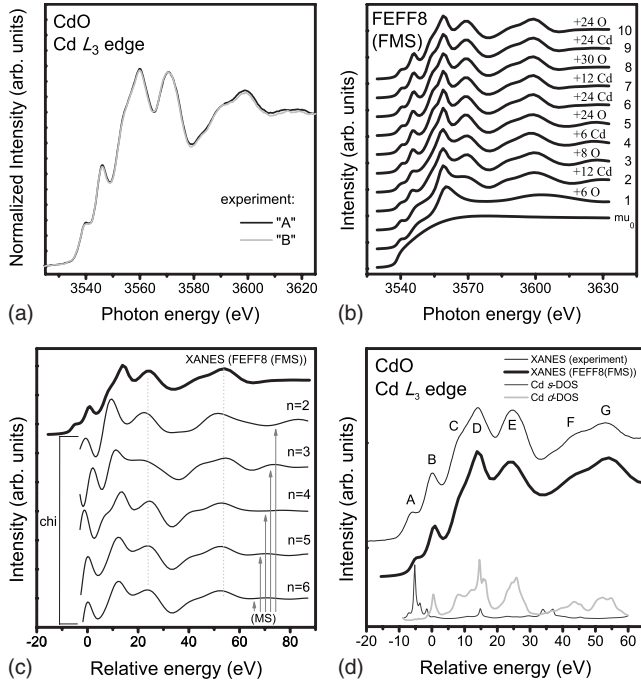 CdO
Cd L3 edge
Normalized Intensity (arb. units)
experiment:
"A"
"B"
3540 3560 3580 3600 3620
Photon energy (eV)
(a)
FEFF8
(FMS)
Intensity (arb. units)
+24 O 10
+24 Cd 9
+30 O 8
+12 Cd 7
+24 Cd 6
+24 O 5
+6 Cd 4
+8 O 3
+12 Cd 2
+6 O 1
mu0
3540 3570 3600 3630
Photon energy (eV)
(b)
XANES (FEFF8 (FMS))
n=2
n=3
n=4
n=5
n=6
chi
(MS)
Intensity (arb. units)
-20 0 20 40 60 80
Relative energy (eV)
(c)
CdO
Cd L3 edge
XANES (experiment)
XANES (FEFF8(FMS))
Cd s-DOS
Cd d-DOS
A B C D E F G
Intensity (arb. units)
-20 -10 0 10 20 30 40 50 60
Relative energy (eV)
(d)